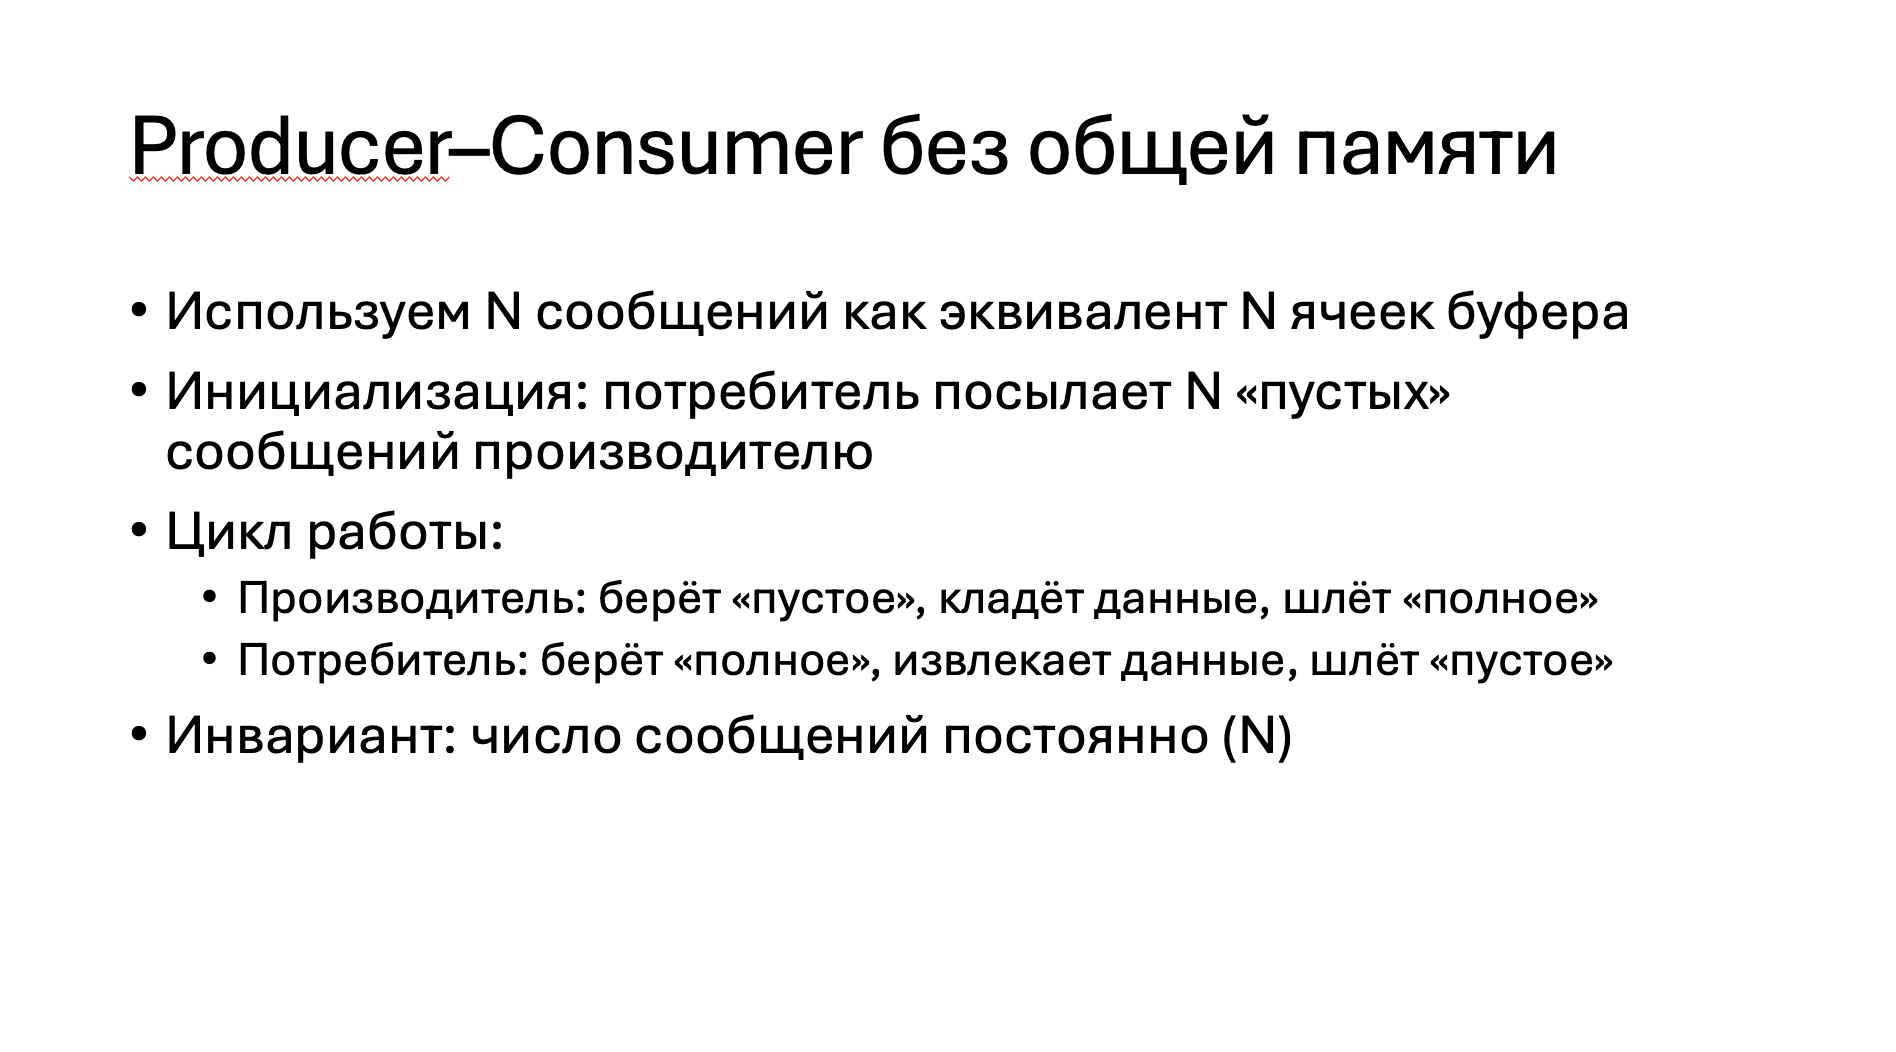 Producer–Consumer без общей памяти
• Используем N сообщений как эквивалент N ячеек буфера
• Инициализация: потребитель посылает N «пустых»
сообщений производителю
• Цикл работы:
• Производитель: берёт «пустое», кладёт данные, шлёт «полное»
• Потребитель: берёт «полное», извлекает данные, шлёт «пустое»
• Инвариант: число сообщений постоянно (N)